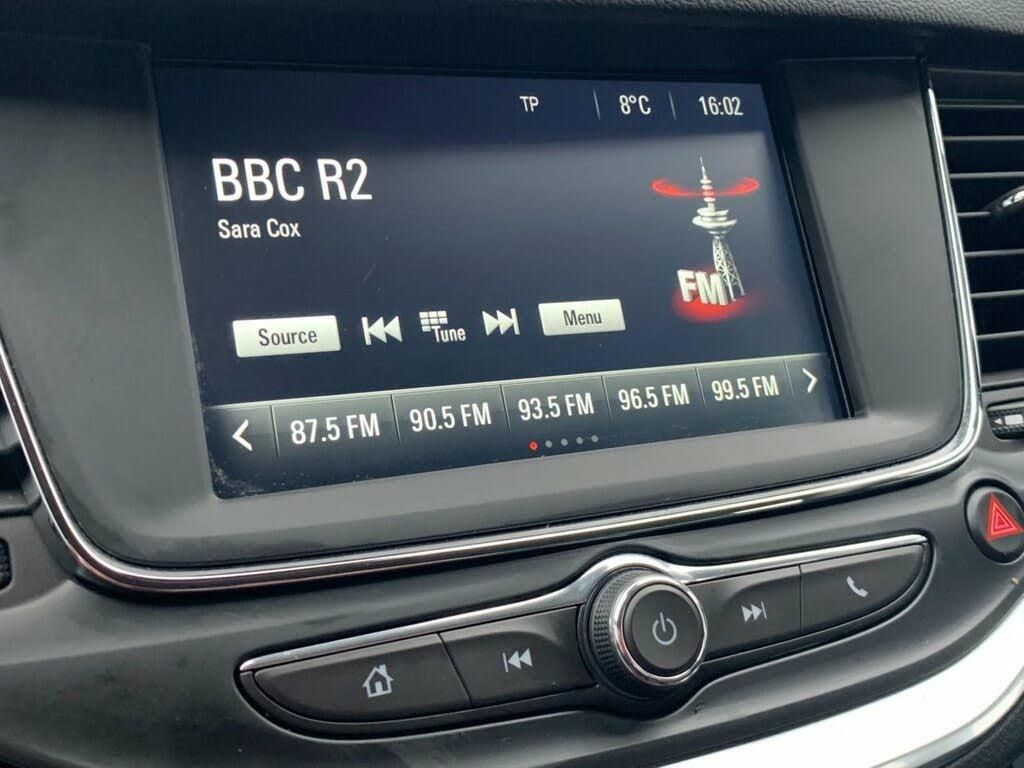 TP 8°C 16:02
BBC R2
Sara Cox
FM
Source Tune Menu
87.5 FM 90.5 FM 93.5 FM 96.5 FM 99.5 FM